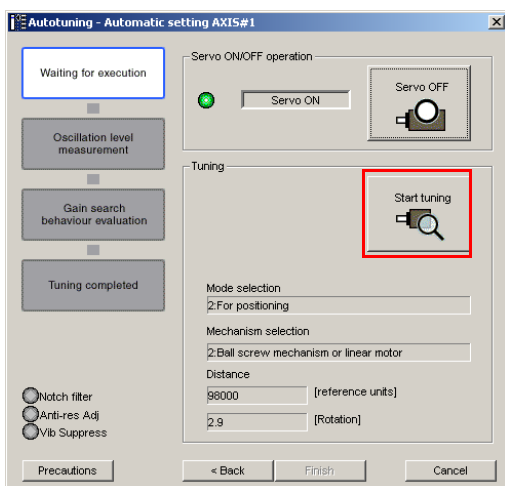 Autotuning - Automatic setting AXIS#1
Waiting for execution
Oscillation level
measurement
Gain search
behaviour evaluation
Tuning completed
Notch filter
Anti-res Adj
Vib Suppress
Servo ON/OFF operation
Servo ON
Servo OFF
Tuning
Start tuning
Mode selection
2:For positioning
Mechanism selection
2:Ball screw mechanism or linear motor
Distance
98000 [reference units]
2.9 [Rotation]
Precautions
< Back
Finish
Cancel